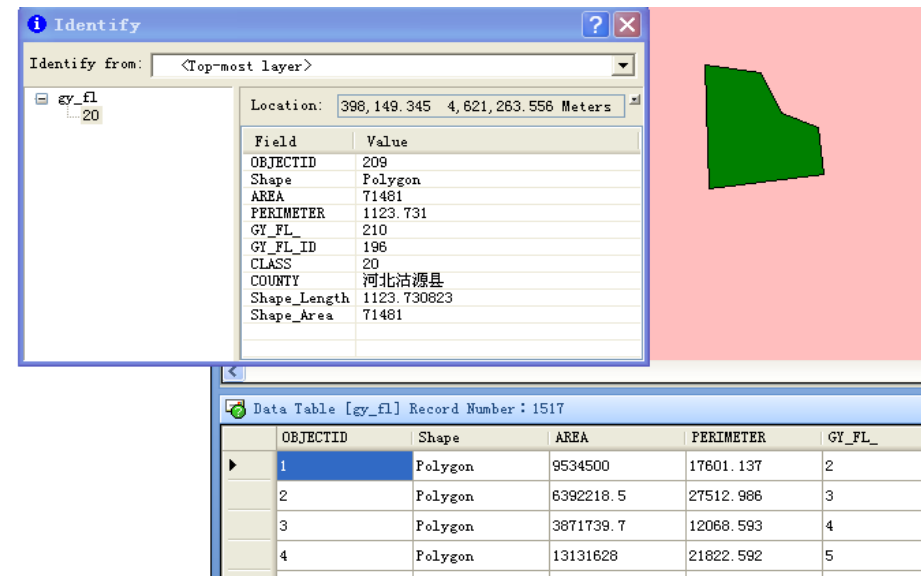 Identify
Identify from: <Top-most layer>
gy_fl
20
Location: 398,149.345 4,621,263.556 Meters
Field Value
OBJECTID 209
Shape Polygon
AREA 71481
PERIMETER 1123.731
GY_FL_ 210
GY_FL_ID 196
CLASS 20
COUNTY 河北沽源县
Shape_Length 1123.730823
Shape_Area 71481
Data Table [gy_fl] Record Number：1517
OBJECTID Shape AREA PERIMETER GY_FL_
1 Polygon 9534500 17601.137 2
2 Polygon 6392218.5 27512.986 3
3 Polygon 3871739.7 12068.593 4
4 Polygon 13131628 21822.592 5